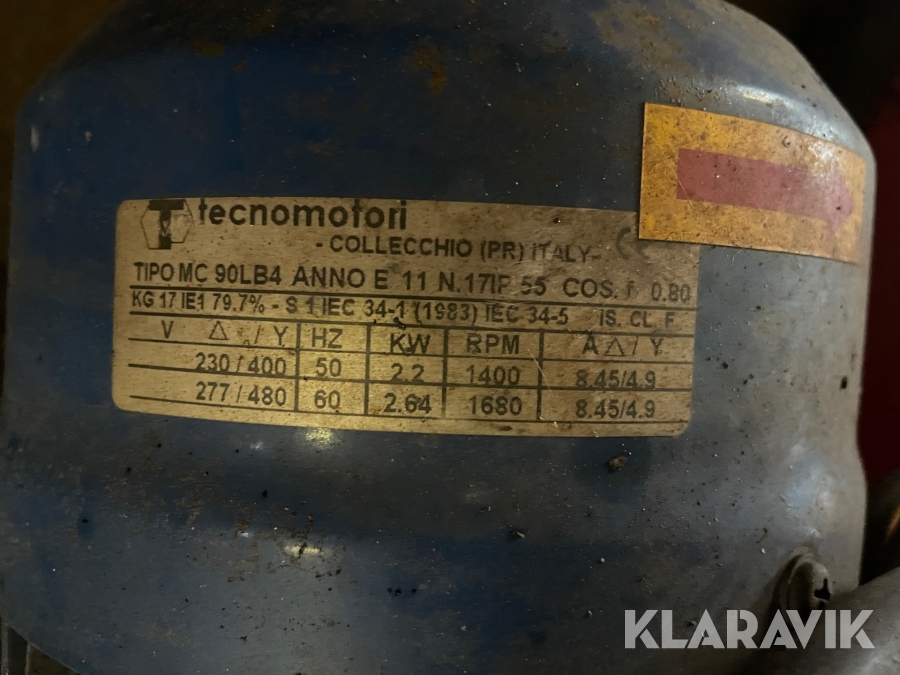 tecnomotori
- COLLECCHIO (PR) ITALY- CE
TIPO MC 90LB4 ANNO E 11 N.17IP 55 COS. f 0.80
KG 17 IE1 79.7% - S 1 IEC 34-1 (1983) IEC 34-5 IS. CL. F
V △ / Y HZ KW RPM A △ / Y
230 / 400 50 2.2 1400 8.45/4.9
277 / 480 60 2.64 1680 8.45/4.9
KLARAVIK